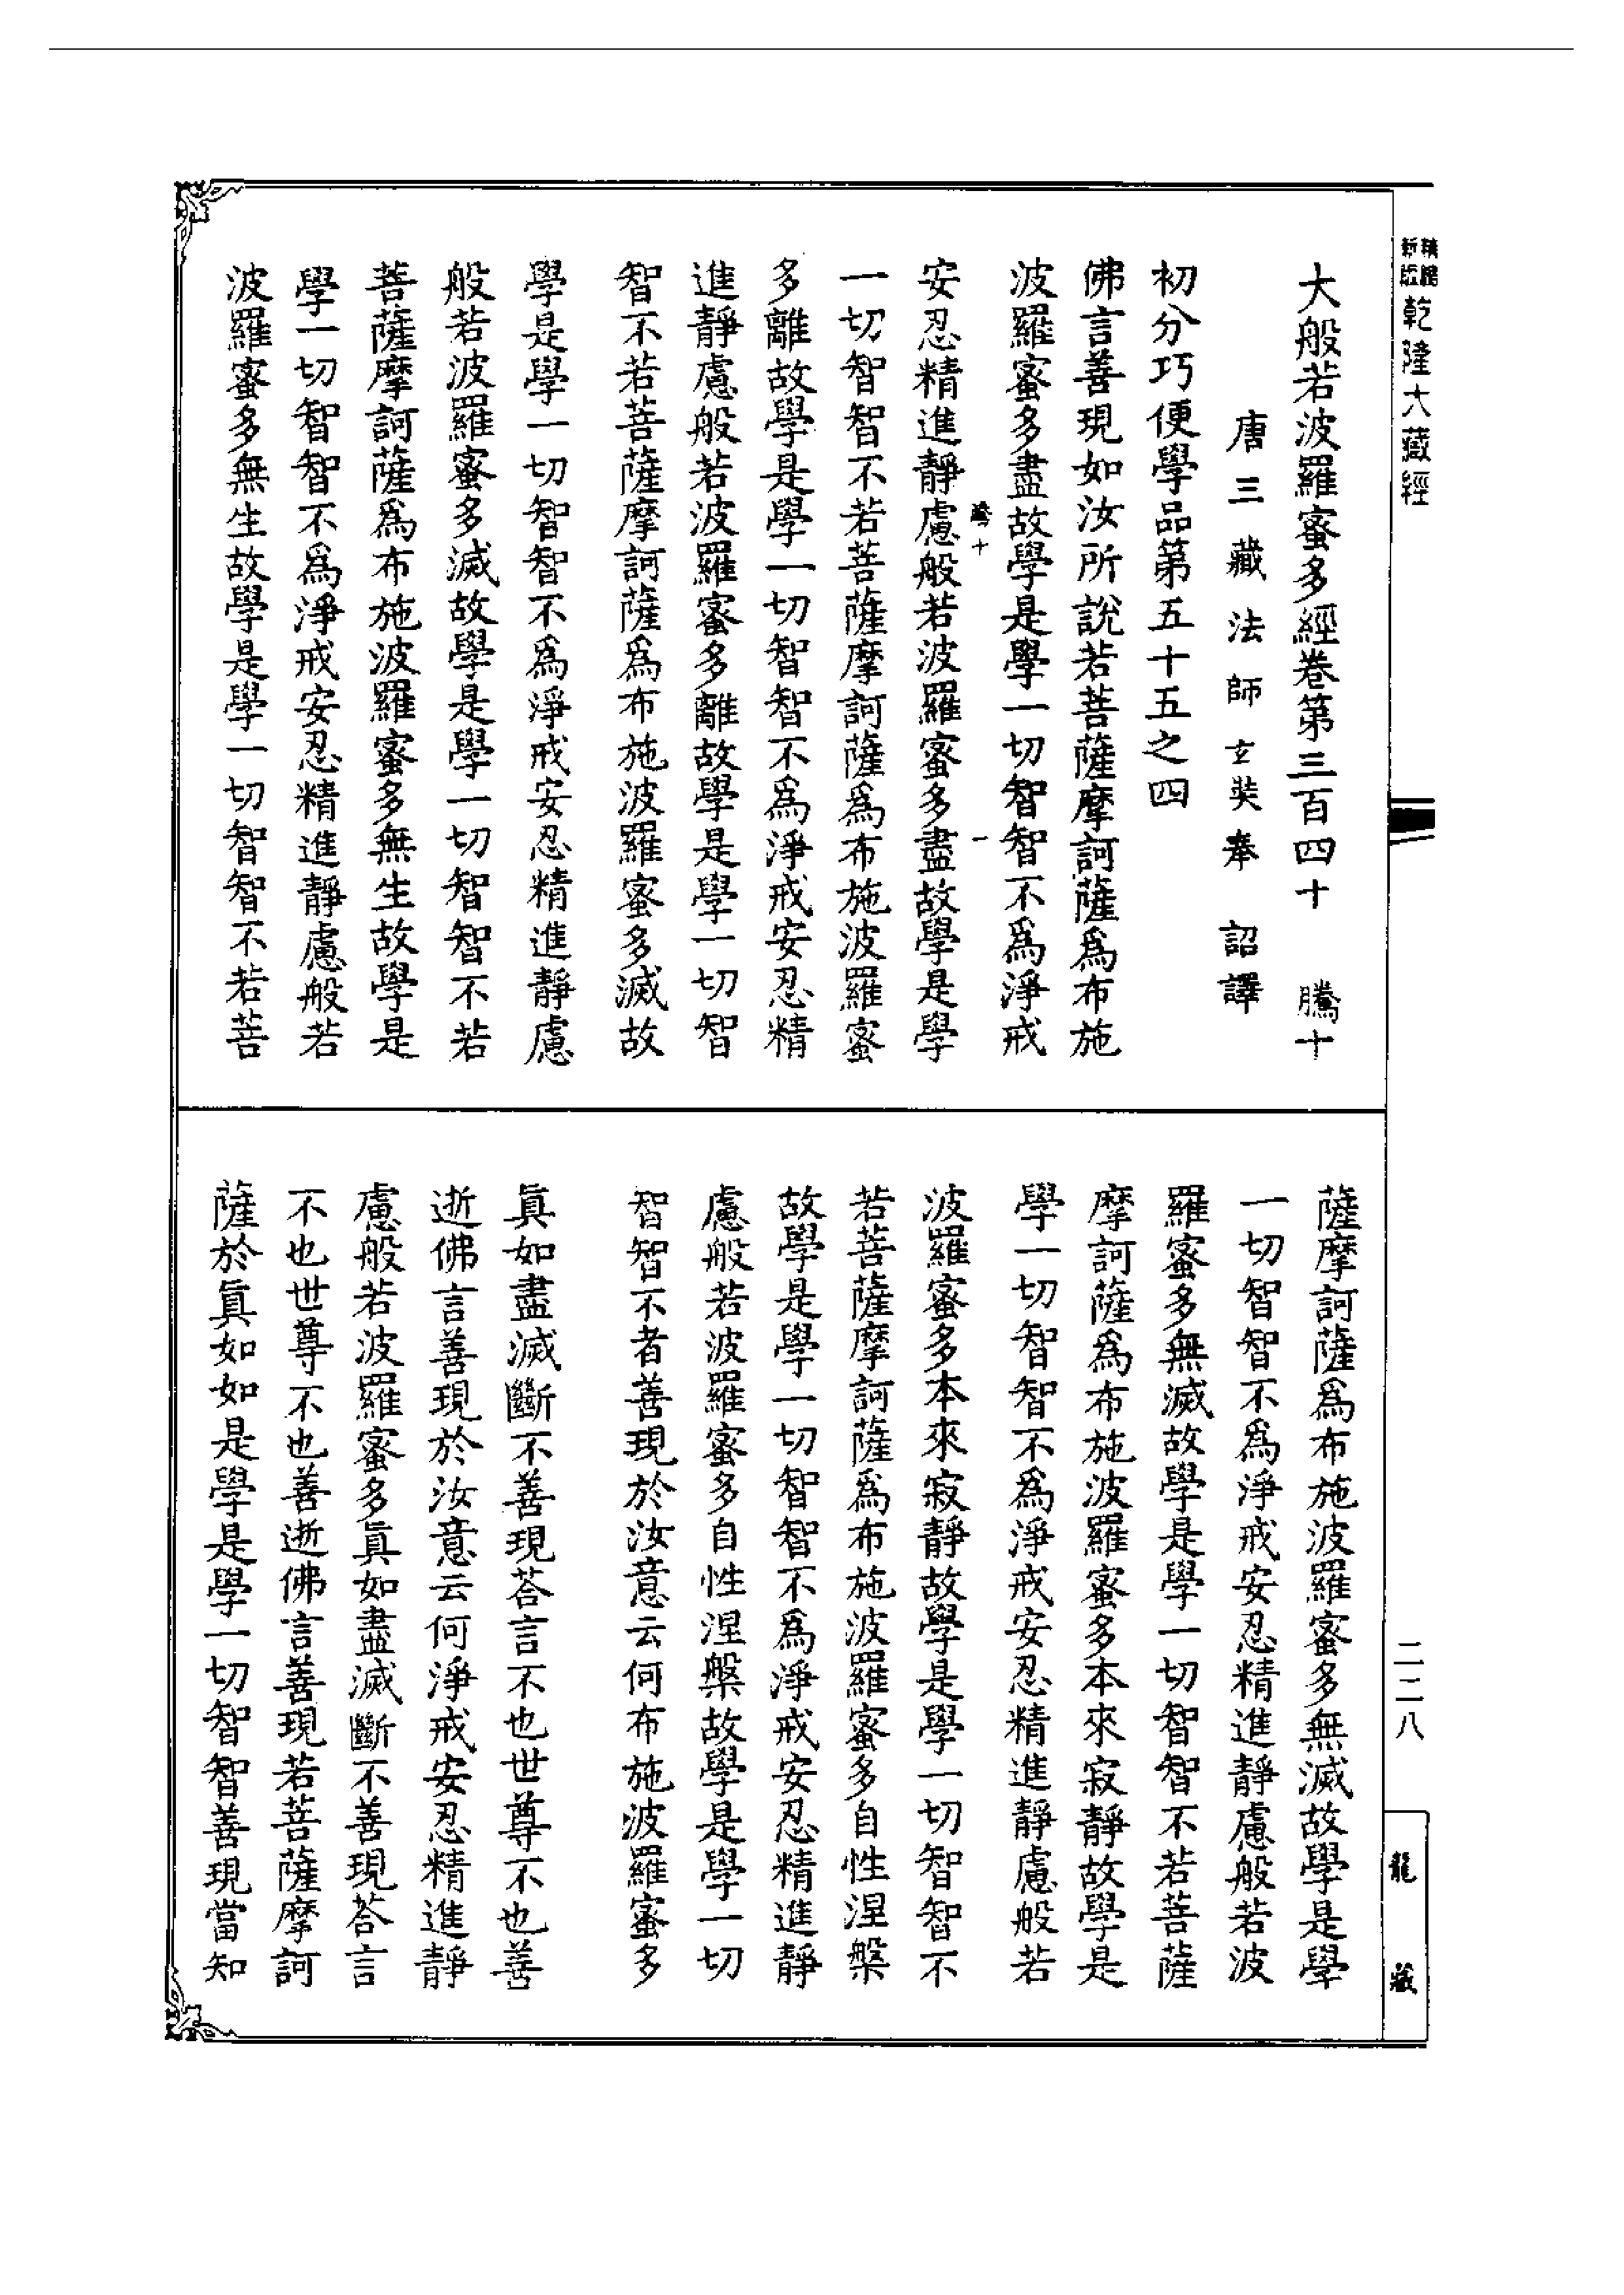 乾隆大藏經
大般若波羅蜜多經卷第三百四十 騰十
唐三藏法師玄奘奉 詔譯
初分巧便學品第五十五之四
佛言善現如汝所說若菩薩摩訶薩爲布施
波羅蜜多盡故學是學一切智智不爲淨戒
安忍精進靜慮般若波羅蜜多盡故學是學
一切智智不若菩薩摩訶薩爲布施波羅蜜
多離故學是學一切智智不爲淨戒安忍精
進靜慮般若波羅蜜多離故學是學一切智
智不若菩薩摩訶薩爲布施波羅蜜多滅故
學是學一切智智不爲淨戒安忍精進靜慮
般若波羅蜜多滅故學是學一切智智不若
菩薩摩訶薩爲布施波羅蜜多無生故學是
學一切智智不爲淨戒安忍精進靜慮般若
波羅蜜多無生故學是學一切智智不若菩
薩摩訶薩爲布施波羅蜜多無滅故學是學
一切智智不爲淨戒安忍精進靜慮般若波
羅蜜多無滅故學是學一切智智不若菩薩
摩訶薩爲布施波羅蜜多本來寂靜故學是
學一切智智不爲淨戒安忍精進靜慮般若
波羅蜜多本來寂靜故學是學一切智智不
若菩薩摩訶薩爲布施波羅蜜多自性涅槃
故學是學一切智智不爲淨戒安忍精進靜
慮般若波羅蜜多自性涅槃故學是學一切
智智不者善現於汝意云何布施波羅蜜多
眞如盡滅斷不善現荅言不也世尊不也善
逝佛言善現於汝意云何淨戒安忍精進靜
慮般若波羅蜜多眞如盡滅斷不善現荅言
不也世尊不也善逝佛言善現若菩薩摩訶
薩於眞如如是學是學一切智智善現當知
二二八
龍藏